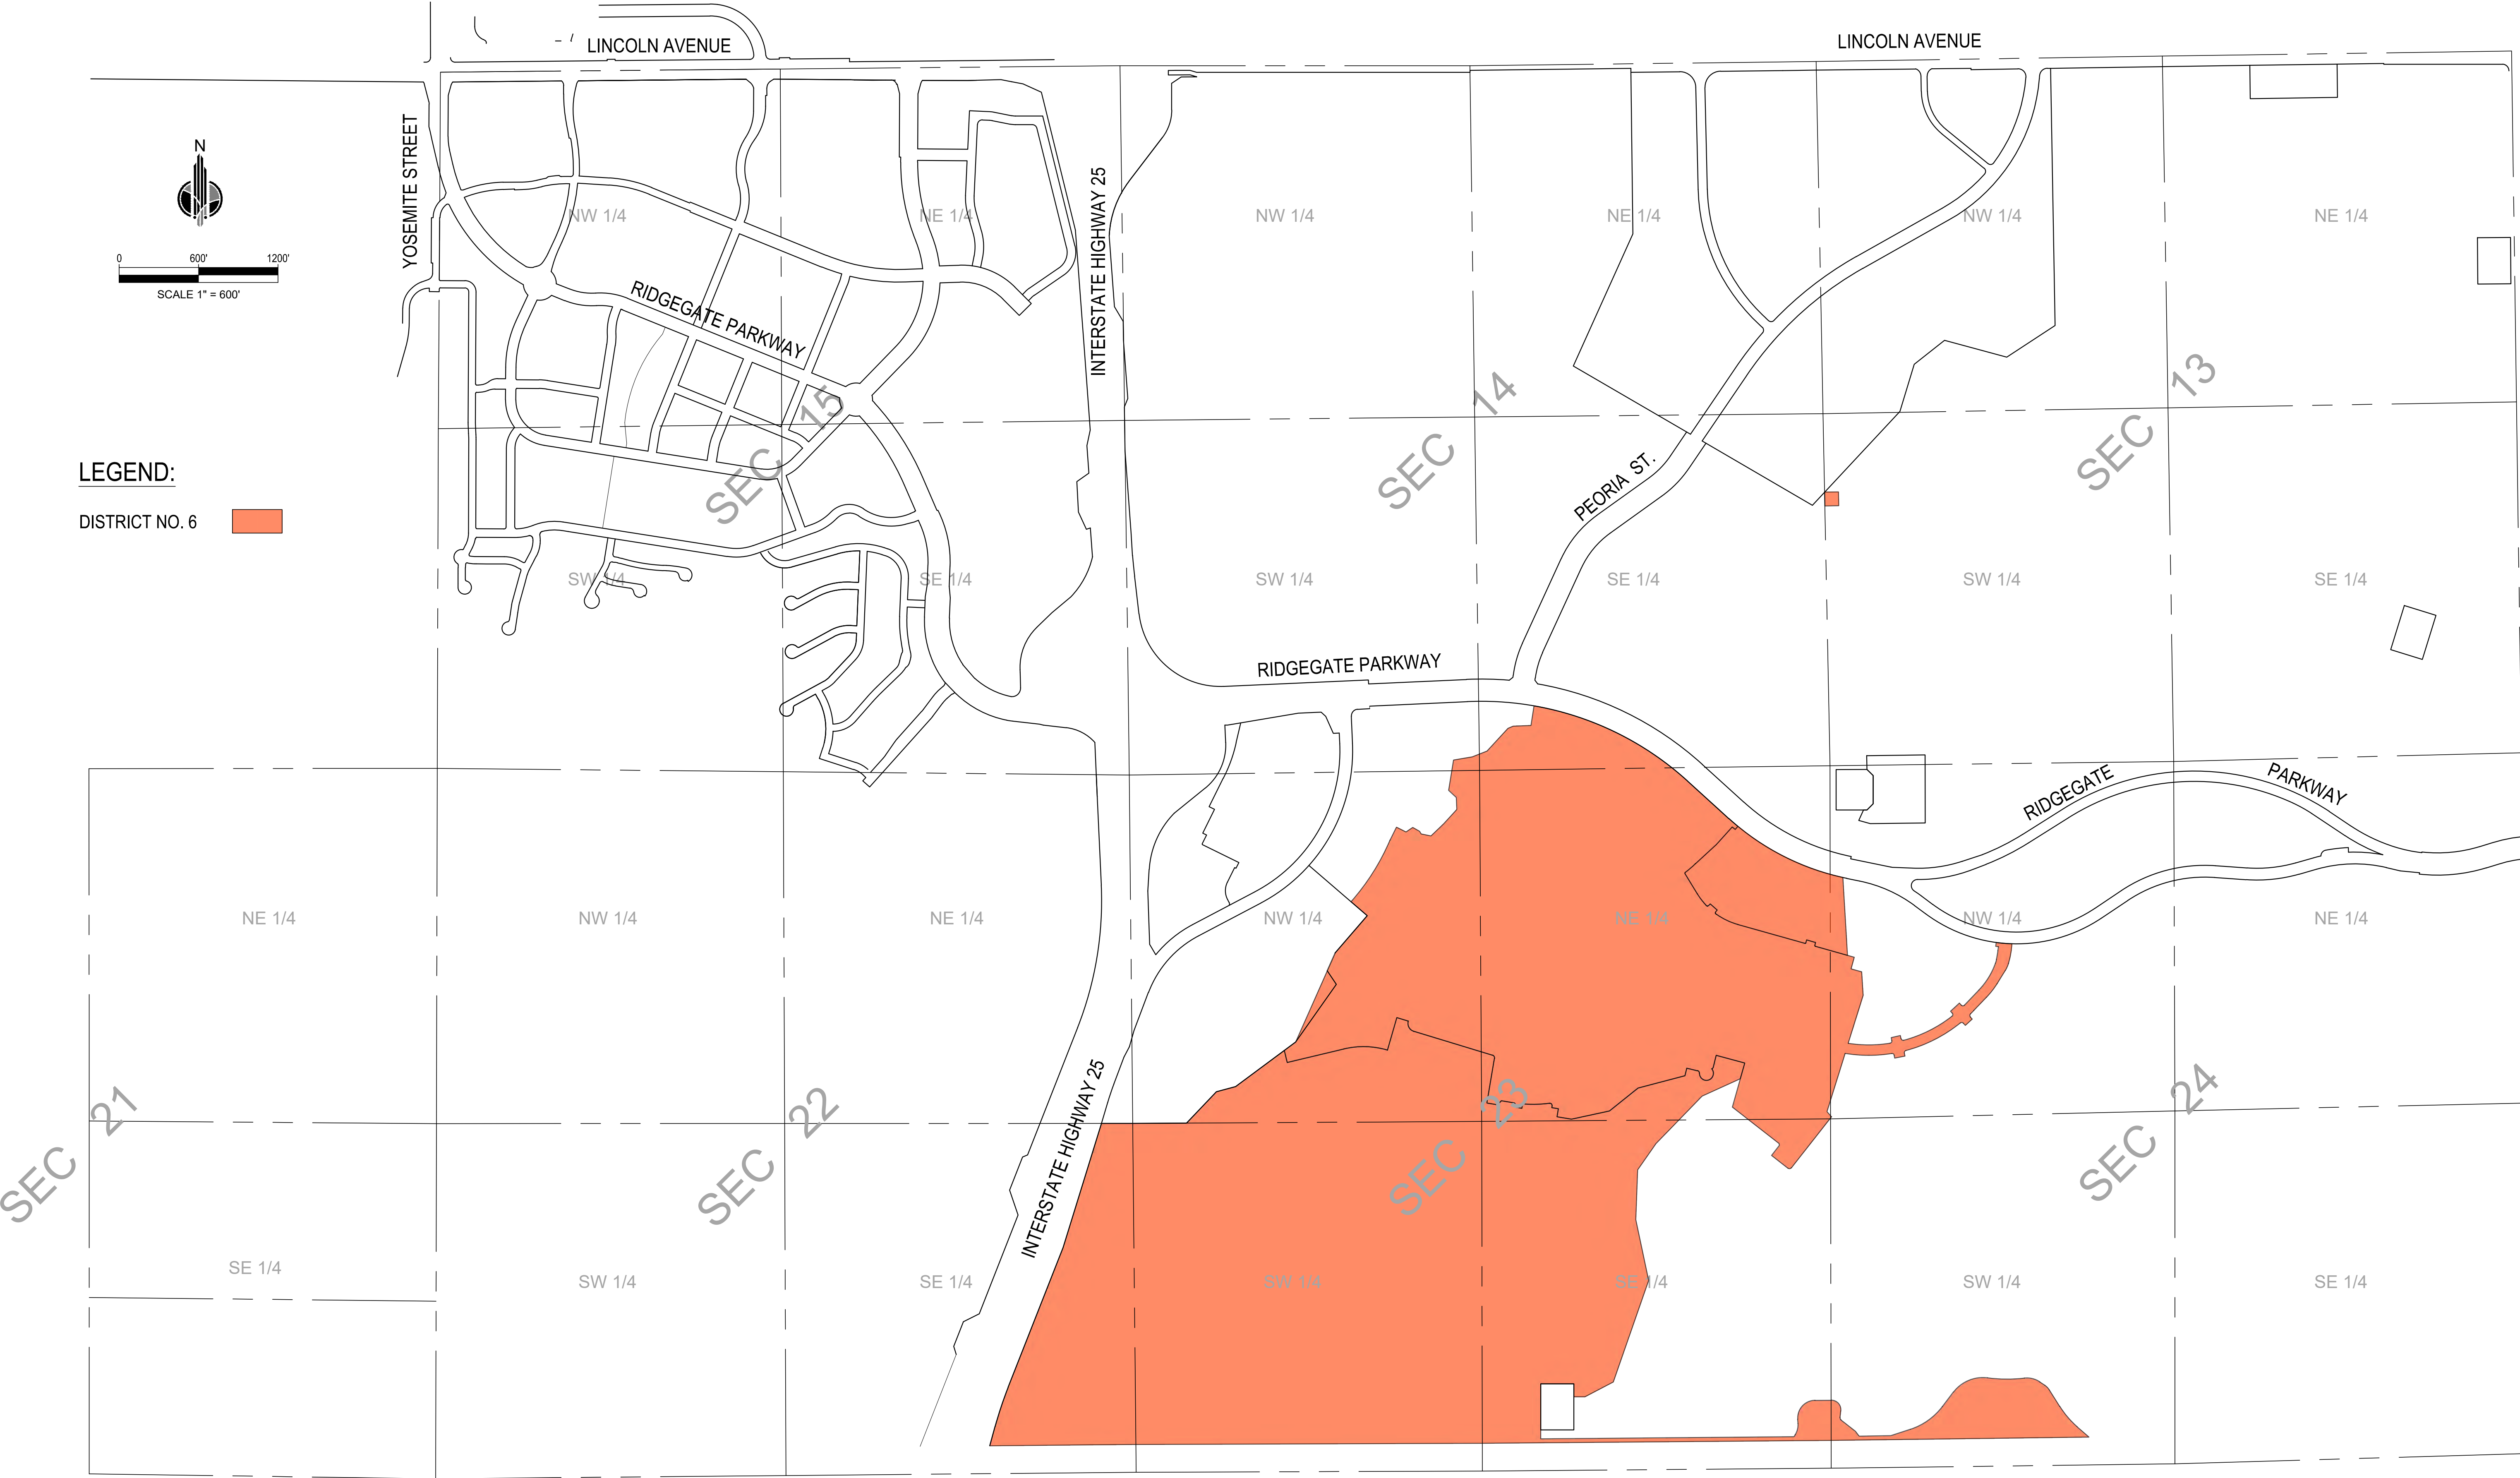 LINCOLN AVENUE
LINCOLN AVENUE
N
YOSEMITE STREET
INTERSTATE HIGHWAY 25
NW 1/4
NE 1/4
NW 1/4
NE 1/4
NW 1/4
NE 1/4
0 600' 1200'
SCALE 1" = 600'
RIDGEGATE PARKWAY
SEC 15
SEC 14
SEC 13
LEGEND:
DISTRICT NO. 6
PEORIA ST.
SW 1/4
SE 1/4
SW 1/4
SE 1/4
SW 1/4
SE 1/4
RIDGEGATE PARKWAY
RIDGEGATE PARKWAY
NE 1/4
NW 1/4
NE 1/4
NW 1/4
NE 1/4
NW 1/4
NE 1/4
INTERSTATE HIGHWAY 25
SEC 21
SEC 22
SEC 23
SEC 24
SE 1/4
SW 1/4
SE 1/4
SW 1/4
SE 1/4
SW 1/4
SE 1/4